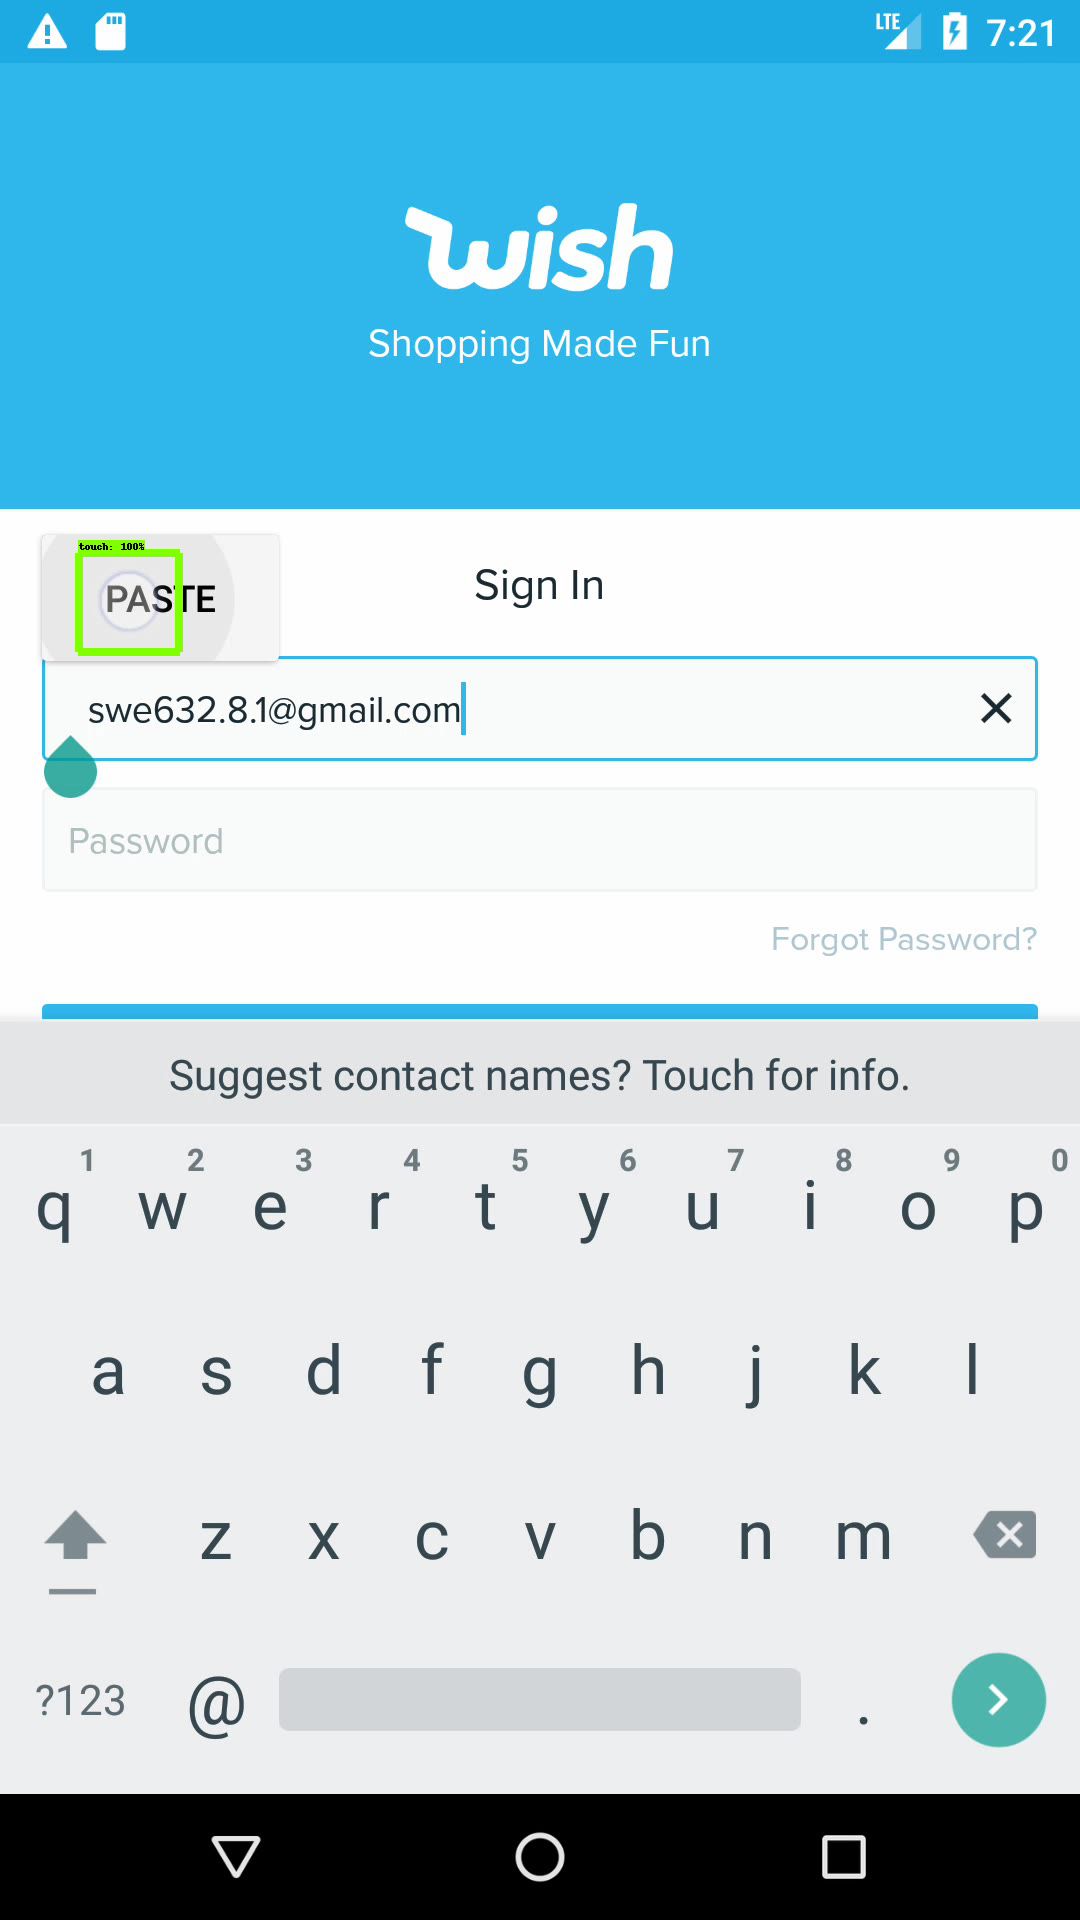 LTE 7:21
wish
Shopping Made Fun
touch: 100%
PASTE
Sign In
swe632.8.1@gmail.com
Password
Forgot Password?
Suggest contact names? Touch for info.
1 2 3 4 5 6 7 8 9 0
q w e r t y u i o p
a s d f g h j k l
z x c v b n m
?123 @ .